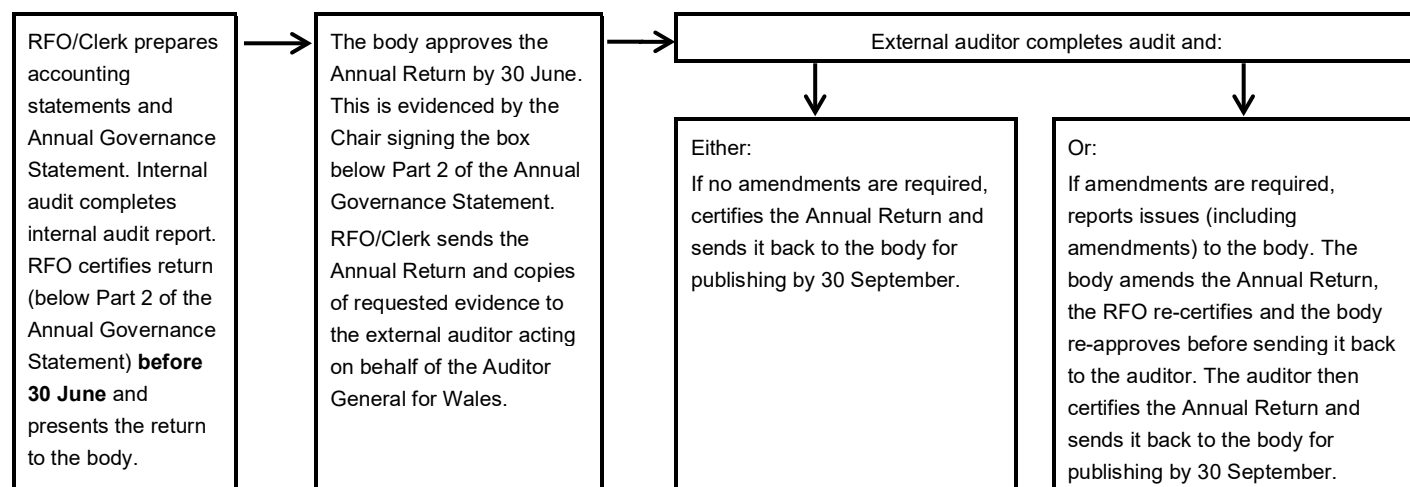 RFO/Clerk prepares
accounting
statements and
Annual Governance
Statement. Internal
audit completes
internal audit report.
RFO certifies return
(below Part 2 of the
Annual Governance
Statement) before
30 June and
presents the return
to the body.
The body approves the
Annual Return by 30 June.
This is evidenced by the
Chair signing the box
below Part 2 of the Annual
Governance Statement.
RFO/Clerk sends the
Annual Return and copies
of requested evidence to
the external auditor acting
on behalf of the Auditor
General for Wales.
External auditor completes audit and:
Either:
If no amendments are required,
certifies the Annual Return and
sends it back to the body for
publishing by 30 September.
Or:
If amendments are required,
reports issues (including
amendments) to the body. The
body amends the Annual Return,
the RFO re-certifies and the body
re-approves before sending it back
to the auditor. The auditor then
certifies the Annual Return and
sends it back to the body for
publishing by 30 September.